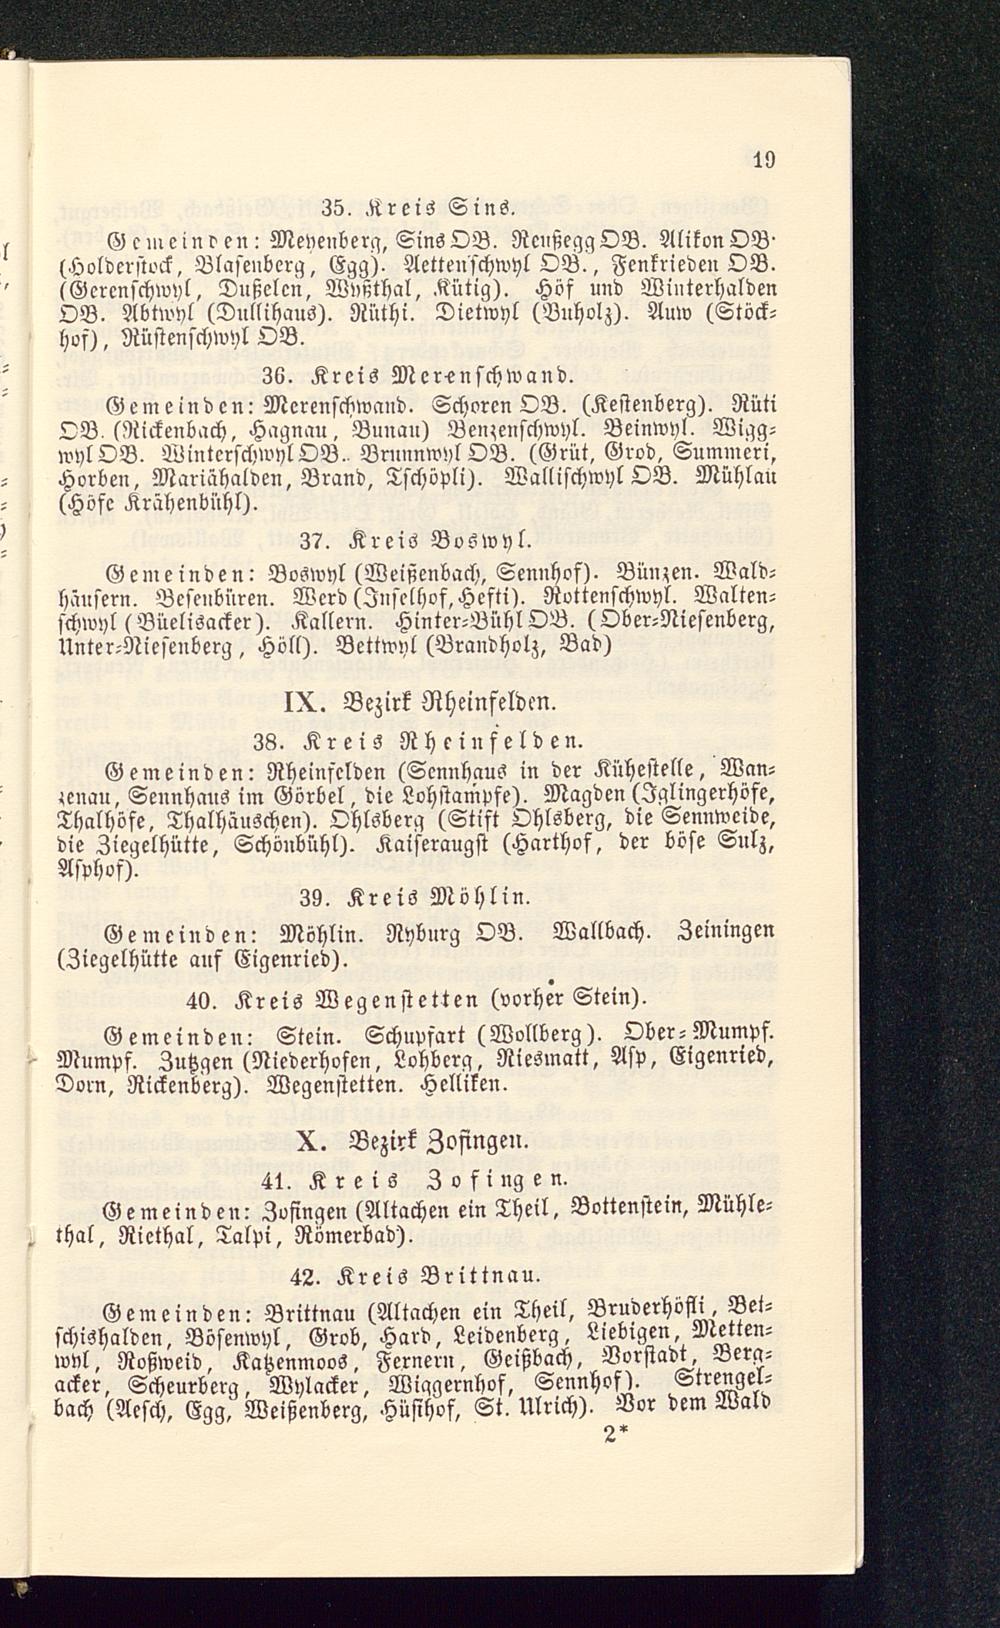 19
35. Kreis Sins.
Gemeinden: Meyenberg, Sins OB. Reußegg OB. Alikon OB.
(Holderstock, Blasenberg, Egg). Aettenschwyl OB., Fenkrieden OB.
(Gerenschwyl, Dußelen, Wyßthal, Kütig). Höf und Winterhalden
OB. Abtwyl (Dullihaus). Rüthi. Dietwyl (Buholz). Auw (Stöck-
hof), Rüstenschwyl OB.
36. Kreis Merenschwand.
Gemeinden: Merenschwand. Schoren OB. (Kestenberg). Rüti
OB. (Rickenbach, Hagnau, Bunau) Benzenschwyl. Beinwyl. Wigg-
wyl OB. Winterschwyl OB. Brunnwyl OB. (Grüt, Grod, Summeri,
Horben, Mariähalden, Brand, Tschöpli). Wallischwyl OB. Mühlau
(Höfe Krähenbühl).
37. Kreis Boswyl.
Gemeinden: Boswyl (Weißenbach, Sennhof). Bünzen. Wald-
häusern. Besenbüren. Werd (Inselhof, Hefti). Rottenschwyl. Walten-
schwyl (Büelisacker). Kallern. Hinter-Bühl OB. (Ober-Niesenberg,
Unter-Niesenberg, Höll). Bettwyl (Brandholz, Bad)
IX. Bezirk Rheinfelden.
38. Kreis Rheinfelden.
Gemeinden: Rheinfelden (Sennhaus in der Kühestelle, Wan-
zenau, Sennhaus im Görbel, die Lohstampfe). Magden (Iglingerhöfe,
Thalhöfe, Thalhäuschen). Ohlsberg (Stift Ohlsberg, die Sennweide,
die Ziegelhütte, Schönbühl). Kaiseraugst (Harthof, der böse Sulz,
Asphof).
39. Kreis Möhlin.
Gemeinden: Möhlin. Ryburg OB. Wallbach. Zeiningen
(Ziegelhütte auf Eigenried).
40. Kreis Wegenstetten (vorher Stein).
Gemeinden: Stein. Schupfart (Wollberg). Ober-Mumpf.
Mumpf. Zutzgen (Niederhofen, Lohberg, Riesmatt, Asp, Eigenried,
Dorn, Rickenberg). Wegenstetten. Helliken.
X. Bezirk Zofingen.
41. Kreis Zofingen.
Gemeinden: Zofingen (Altachen ein Theil, Bottenstein, Mühle-
thal, Riethal, Talpi, Römerbad).
42. Kreis Brittnau.
Gemeinden: Brittnau (Altachen ein Theil, Bruderhöfli, Bet-
schishalden, Bösenwyl, Grob, Hard, Leidenberg, Liebigen, Metten-
wyl, Roßweid, Katzenmoos, Fernern, Geißbach, Vorstadt, Berg-
acker, Scheurberg, Wylacker, Wiggernhof, Sennhof). Strengel-
bach (Aesch, Egg, Weißenberg, Hüsihof, St. Ulrich). Vor dem Wald
2*